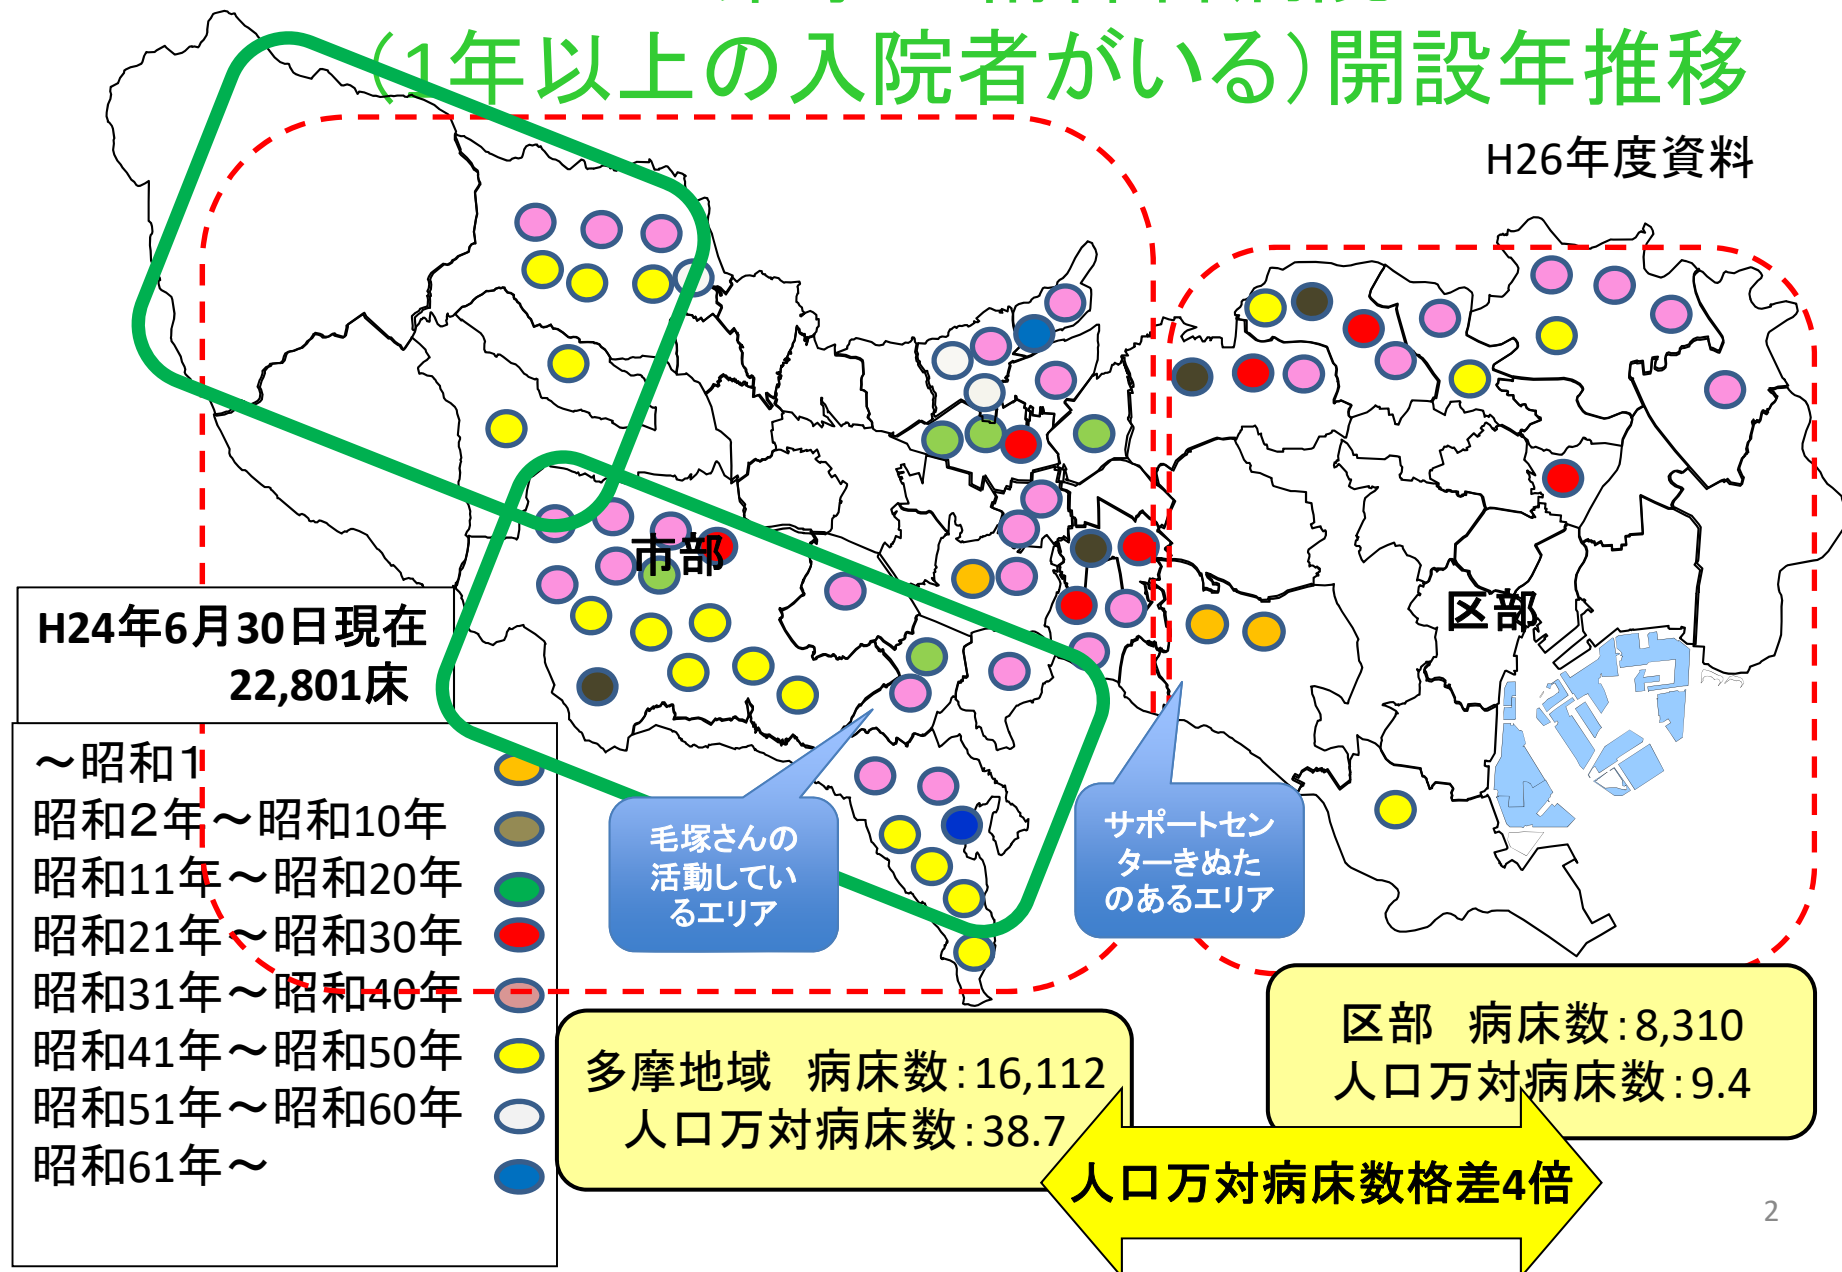 （1年以上の入院者がいる）開設年推移
H26年度資料
市部
区部
H24年6月30日現在
22,801床
～昭和1
昭和２年～昭和10年
昭和11年～昭和20年
昭和21年～昭和30年
昭和31年～昭和40年
昭和41年～昭和50年
昭和51年～昭和60年
昭和61年～
毛塚さんの
活動してい
るエリア
サポートセン
ターきぬた
のあるエリア
多摩地域　病床数：16,112
人口万対病床数：38.7
区部　病床数：8,310
人口万対病床数：9.4
人口万対病床数格差4倍
2